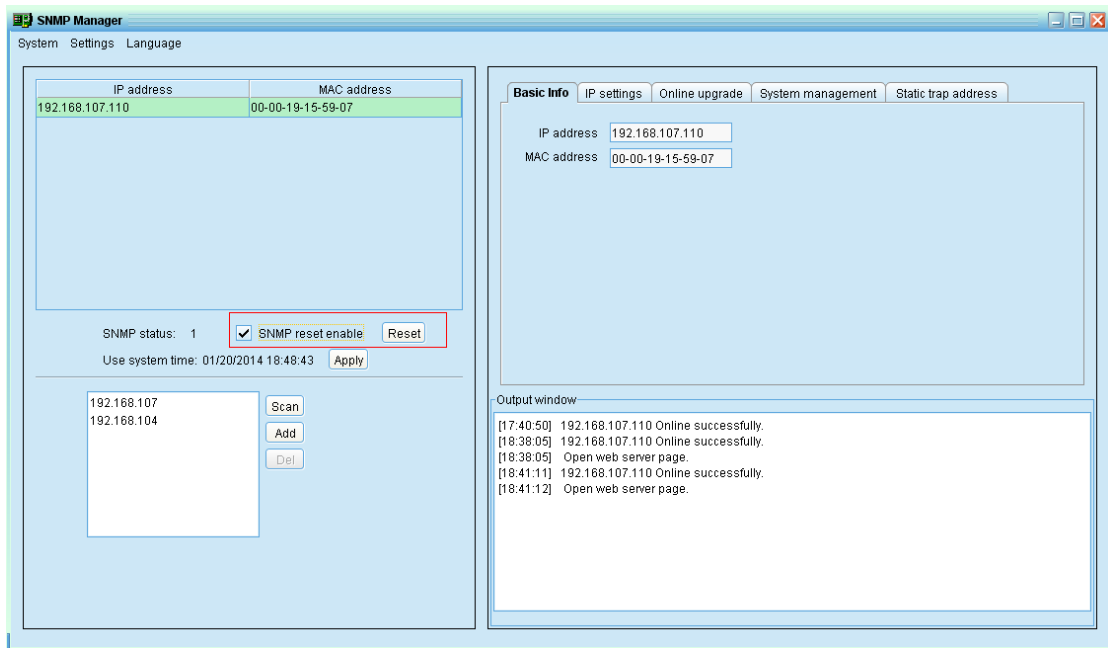 SNMP Manager
System Settings Language
IP address MAC address
192.168.107.110 00-00-19-15-59-07
SNMP status: 1 SNMP reset enable Reset
Use system time: 01/20/2014 18:48:43 Apply
192.168.107
192.168.104
Scan
Add
Del
Basic Info IP settings Online upgrade System management Static trap address
IP address 192.168.107.110
MAC address 00-00-19-15-59-07
Output window
[17:40:50] 192.168.107.110 Online successfully.
[18:38:05] 192.168.107.110 Online successfully.
[18:38:05] Open web server page.
[18:41:11] 192.168.107.110 Online successfully.
[18:41:12] Open web server page.